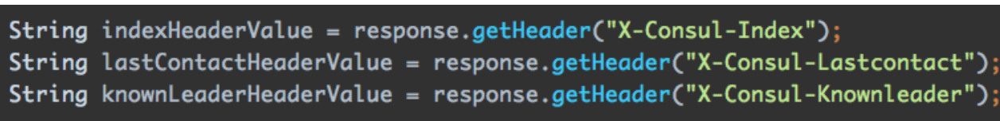 String indexHeaderValue = response.getHeader("X-Consul-Index");
String lastContactHeaderValue = response.getHeader("X-Consul-Lastcontact");
String knownLeaderHeaderValue = response.getHeader("X-Consul-Knownleader");